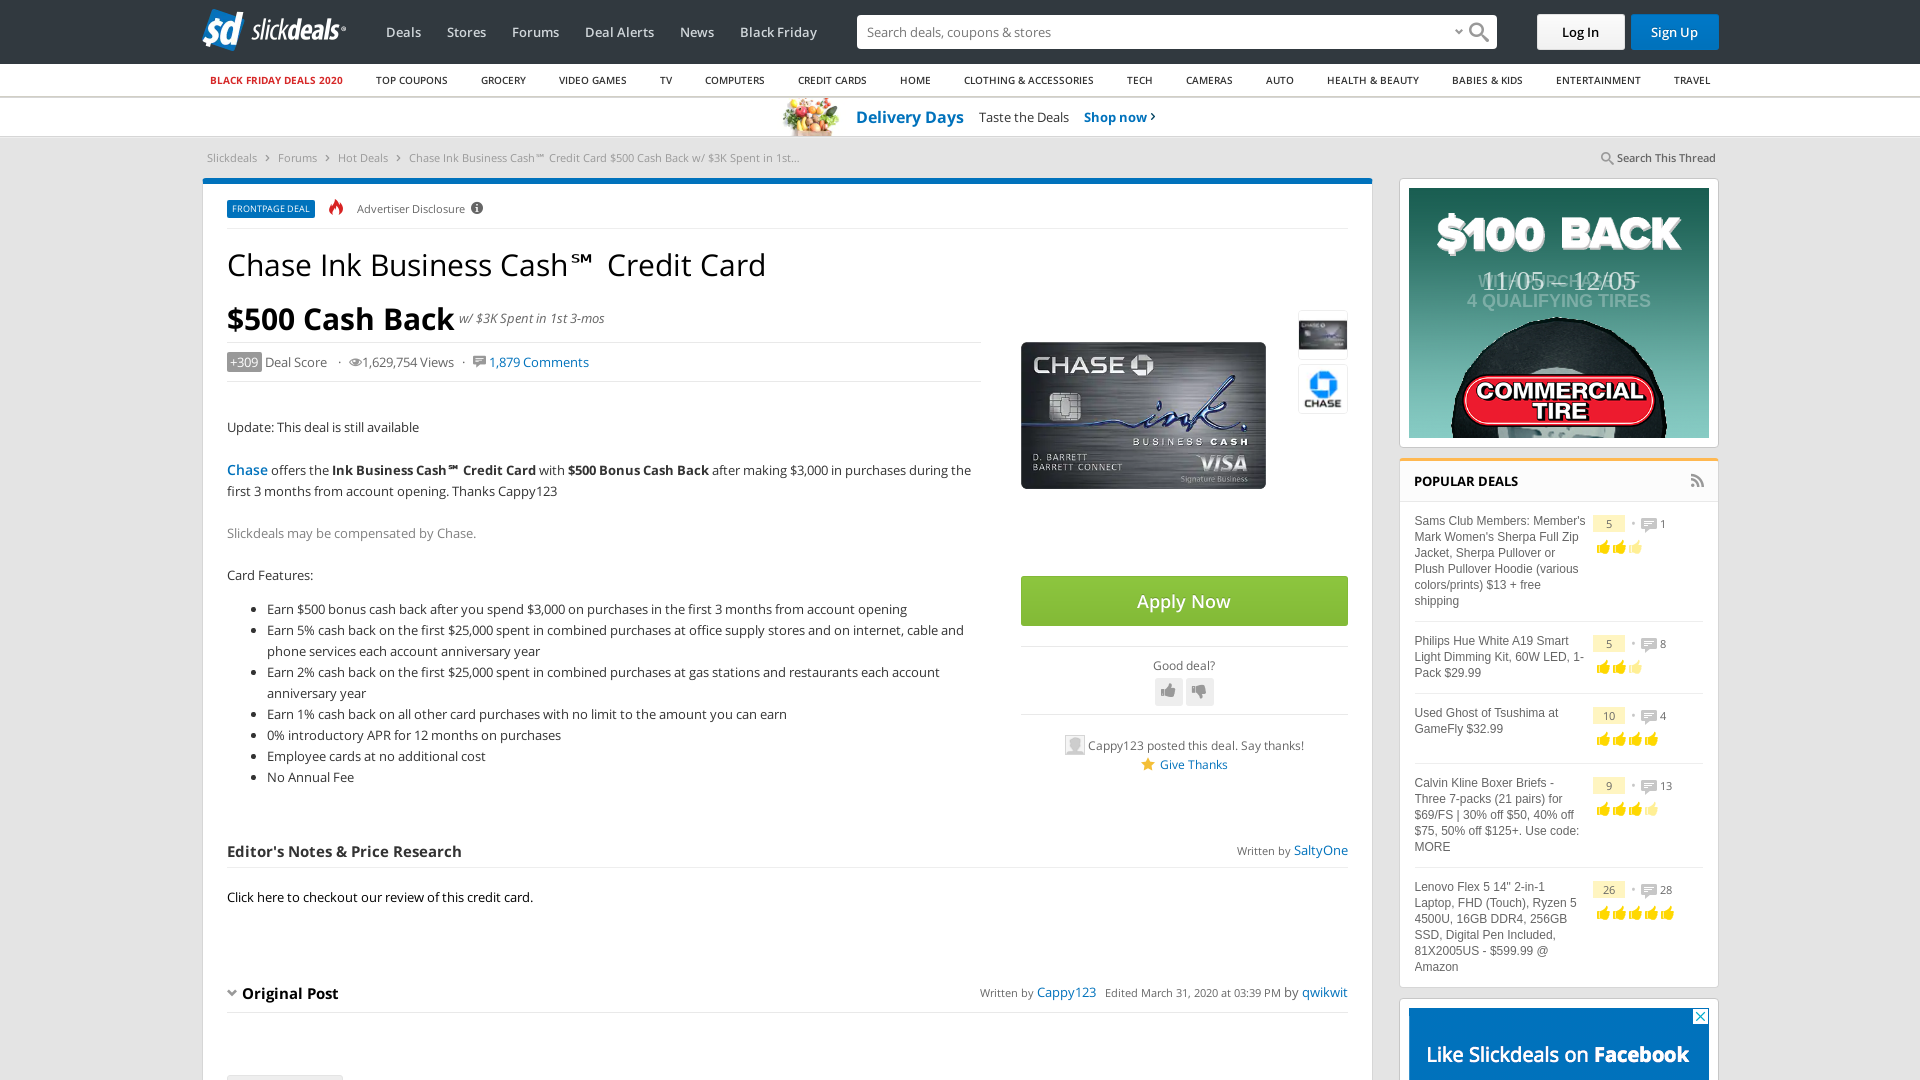 slickdeals
Deals
Stores
Forums
Deal Alerts
News
Black Friday
Search deals, coupons & stores
Log In
Sign Up
BLACK FRIDAY DEALS 2020
TOP COUPONS
GROCERY
VIDEO GAMES
TV
COMPUTERS
CREDIT CARDS
HOME
CLOTHING & ACCESSORIES
TECH
CAMERAS
AUTO
HEALTH & BEAUTY
BABIES & KIDS
ENTERTAINMENT
TRAVEL
Delivery Days Taste the Deals Shop now ›
Slickdeals › Forums › Hot Deals › Chase Ink Business Cash℠ Credit Card $500 Cash Back w/ $3K Spent in 1st...
Search This Thread
FRONTPAGE DEAL
Advertiser Disclosure
Chase Ink Business Cash℠ Credit Card
$500 Cash Back w/ $3K Spent in 1st 3-mos
+309 Deal Score · 1,629,754 Views · 1,879 Comments
Update: This deal is still available
Chase offers the Ink Business Cash℠ Credit Card with $500 Bonus Cash Back after making $3,000 in purchases during the
first 3 months from account opening. Thanks Cappy123
Slickdeals may be compensated by Chase.
Card Features:
• Earn $500 bonus cash back after you spend $3,000 on purchases in the first 3 months from account opening
• Earn 5% cash back on the first $25,000 spent in combined purchases at office supply stores and on internet, cable and
phone services each account anniversary year
• Earn 2% cash back on the first $25,000 spent in combined purchases at gas stations and restaurants each account
anniversary year
• Earn 1% cash back on all other card purchases with no limit to the amount you can earn
• 0% introductory APR for 12 months on purchases
• Employee cards at no additional cost
• No Annual Fee
CHASE
ink.
BUSINESS CASH
D. BARRETT
BARRETT CONNECT
VISA
Signature Business
CHASE
CHASE
Apply Now
Good deal?
Cappy123 posted this deal. Say thanks!
Give Thanks
Editor's Notes & Price Research
Written by SaltyOne
Click here to checkout our review of this credit card.
Original Post
Written by Cappy123 Edited March 31, 2020 at 03:39 PM by qwikwit
$100 BACK
WITH PURCHASE OF
11/05 – 12/05
4 QUALIFYING TIRES
COMMERCIAL
TIRE
POPULAR DEALS
Sams Club Members: Member's
Mark Women's Sherpa Full Zip
Jacket, Sherpa Pullover or
Plush Pullover Hoodie (various
colors/prints) $13 + free
shipping
5 • 1
Philips Hue White A19 Smart
Light Dimming Kit, 60W LED, 1-
Pack $29.99
5 • 8
Used Ghost of Tsushima at
GameFly $32.99
10 • 4
Calvin Kline Boxer Briefs -
Three 7-packs (21 pairs) for
$69/FS | 30% off $50, 40% off
$75, 50% off $125+. Use code:
MORE
9 • 13
Lenovo Flex 5 14" 2-in-1
Laptop, FHD (Touch), Ryzen 5
4500U, 16GB DDR4, 256GB
SSD, Digital Pen Included,
81X2005US - $599.99 @
Amazon
26 • 28
Like Slickdeals on Facebook